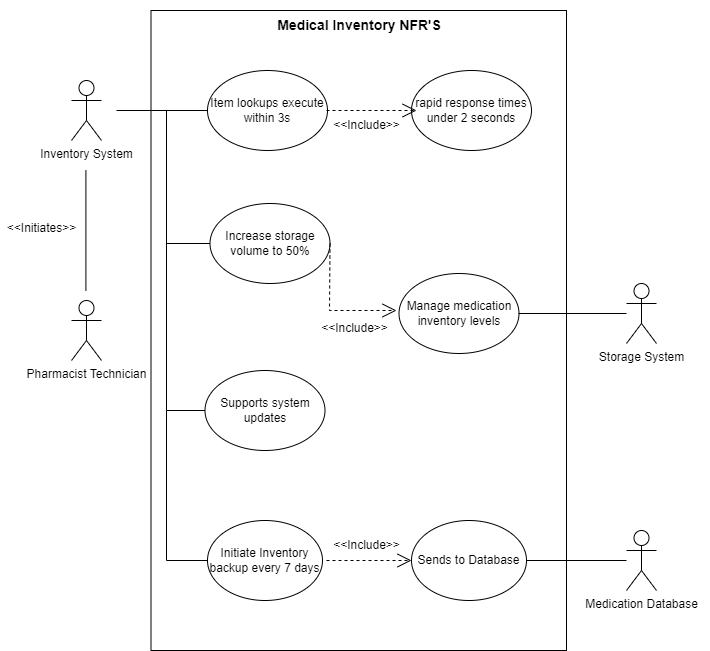 Medical Inventory NFR'S
Item lookups execute
within 3s
<<Include>>
rapid response times
under 2 seconds
Inventory System
<<Initiates>>
Pharmacist Technician
Increase storage
volume to 50%
<<Include>>
Manage medication
inventory levels
Storage System
Supports system
updates
Initiate Inventory
backup every 7 days
<<Include>>
Sends to Database
Medication Database